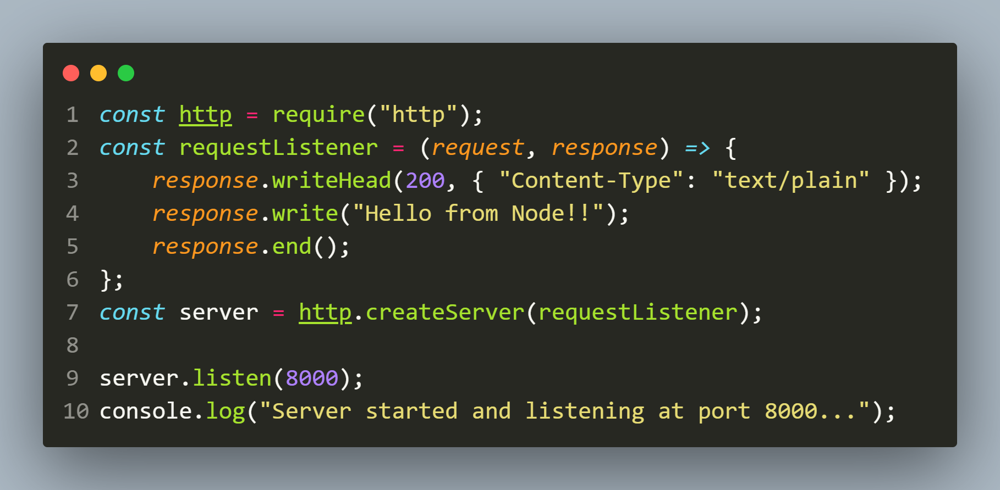 1 const http = require("http");
2 const requestListener = (request, response) => {
3     response.writeHead(200, { "Content-Type": "text/plain" });
4     response.write("Hello from Node!!");
5     response.end();
6 };
7 const server = http.createServer(requestListener);
8
9 server.listen(8000);
10 console.log("Server started and listening at port 8000...");